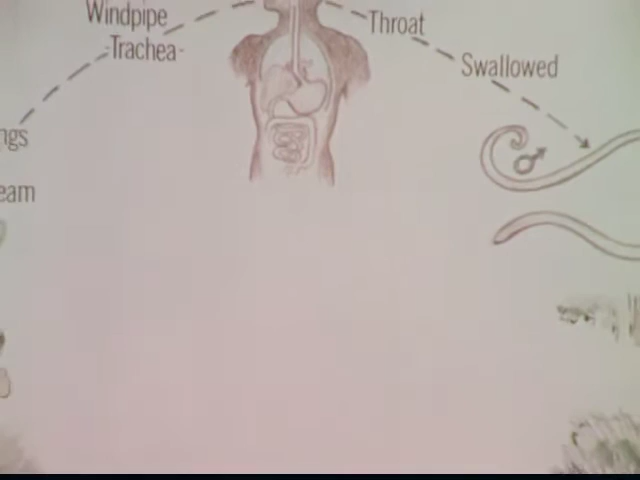 Windpipe
-Trachea-
Throat
Swallowed
ngs
eam